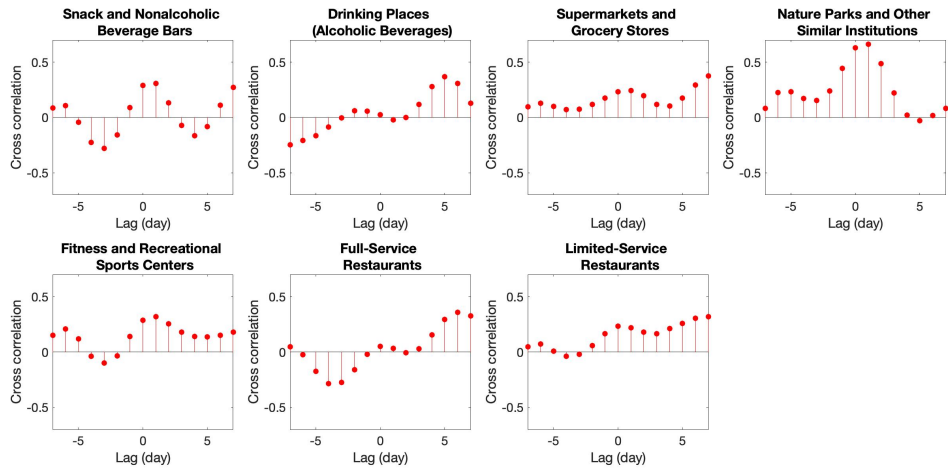 Snack and Nonalcoholic
Beverage Bars
0.5
0
-0.5
Cross correlation
-5
0
5
Lag (day)
Drinking Places
(Alcoholic Beverages)
0.5
0
-0.5
Cross correlation
-5
0
5
Lag (day)
Supermarkets and
Grocery Stores
0.5
0
-0.5
Cross correlation
-5
0
5
Lag (day)
Nature Parks and Other
Similar Institutions
0.5
0
-0.5
Cross correlation
-5
0
5
Lag (day)
Fitness and Recreational
Sports Centers
0.5
0
-0.5
Cross correlation
-5
0
5
Lag (day)
Full-Service
Restaurants
0.5
0
-0.5
Cross correlation
-5
0
5
Lag (day)
Limited-Service
Restaurants
0.5
0
-0.5
Cross correlation
-5
0
5
Lag (day)